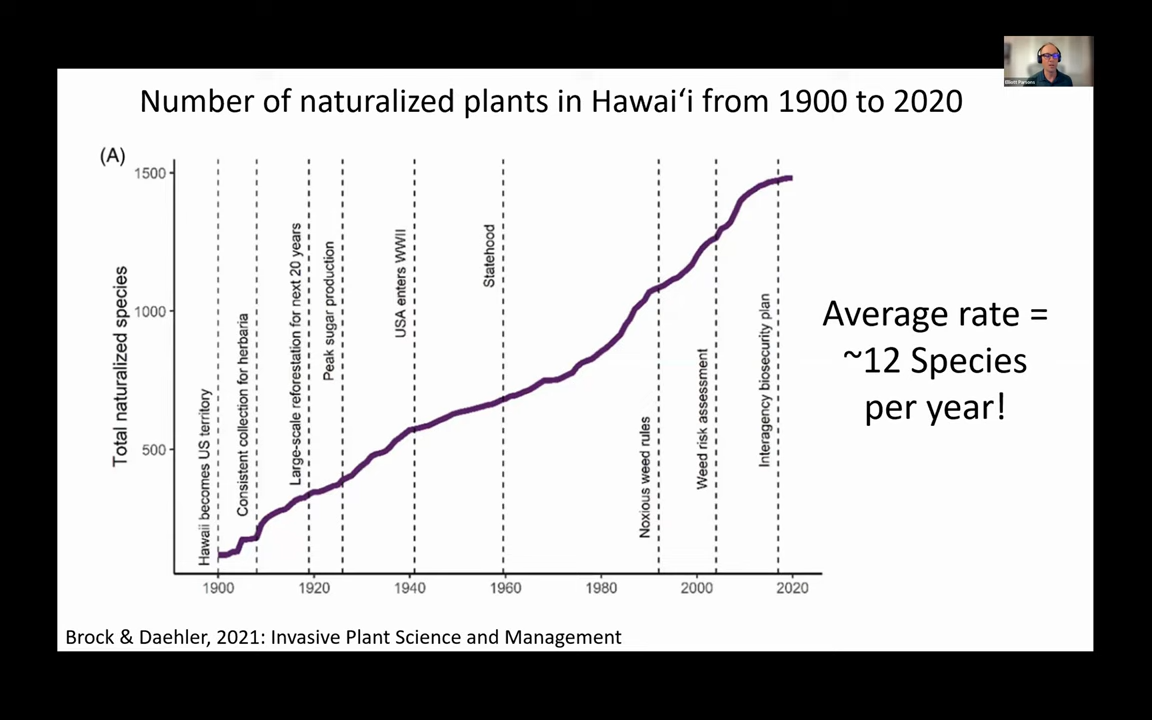 Number of naturalized plants in Hawaiʻi from 1900 to 2020
Elliott Parsons
(A)
1500
1000
500
Total naturalized species
Hawaii becomes US territory
Consistent collection for herbaria
Large-scale reforestation for next 20 years
Peak sugar production
USA enters WWII
Statehood
Noxious weed rules
Weed risk assessment
Interagency biosecurity plan
1900
1920
1940
1960
1980
2000
2020
Average rate =
~12 Species
per year!
Brock & Daehler, 2021: Invasive Plant Science and Management